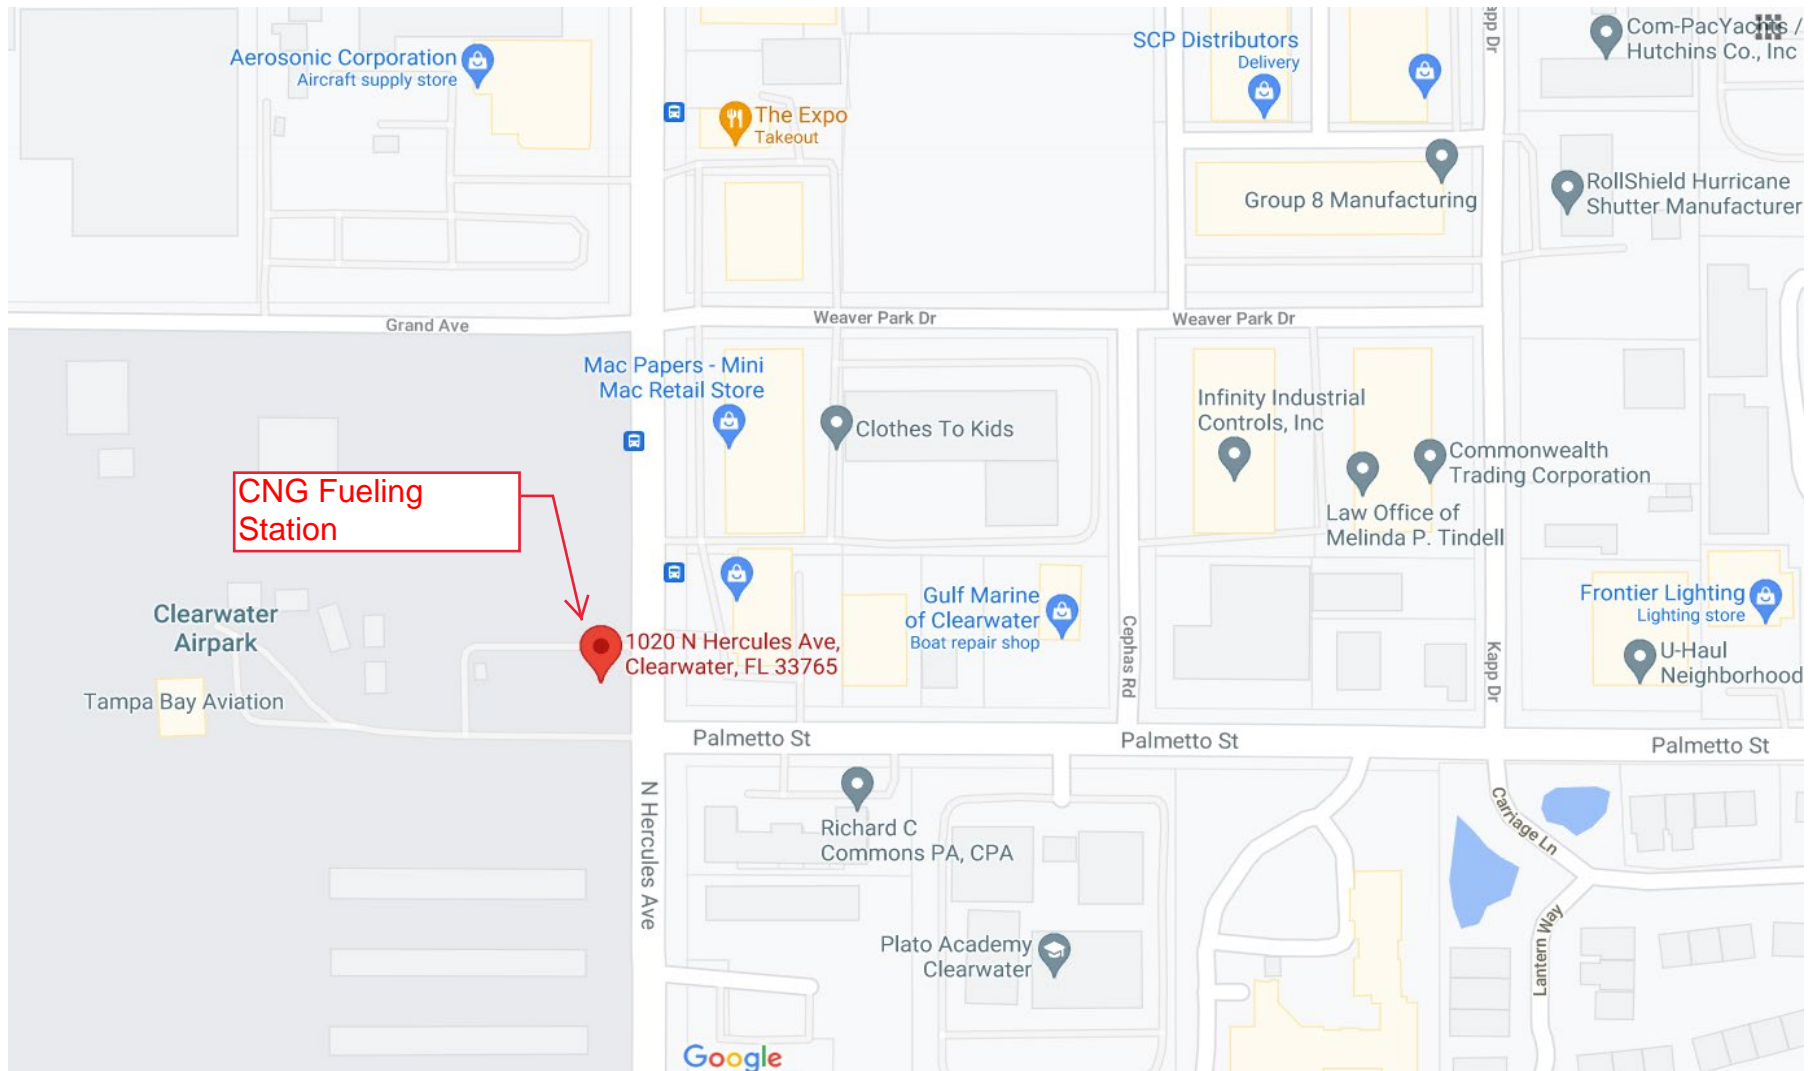 Aerosonic Corporation
Aircraft supply store
SCP Distributors
Delivery
Com-PacYachts /
Hutchins Co., Inc
The Expo
Takeout
Group 8 Manufacturing
RollShield Hurricane
Shutter Manufacturer
Grand Ave
Weaver Park Dr
Weaver Park Dr
Mac Papers - Mini
Mac Retail Store
Clothes To Kids
Infinity Industrial
Controls, Inc
Commonwealth
Trading Corporation
Law Office of
Melinda P. Tindell
CNG Fueling
Station
Clearwater
Airpark
Tampa Bay Aviation
1020 N Hercules Ave,
Clearwater, FL 33765
Gulf Marine
of Clearwater
Boat repair shop
Cephas Rd
Kapp Dr
Frontier Lighting
Lighting store
U-Haul
Neighborhood
Palmetto St
Palmetto St
Palmetto St
N Hercules Ave
Richard C
Commons PA, CPA
Carriage Ln
Lantern Way
Plato Academy
Clearwater
Google